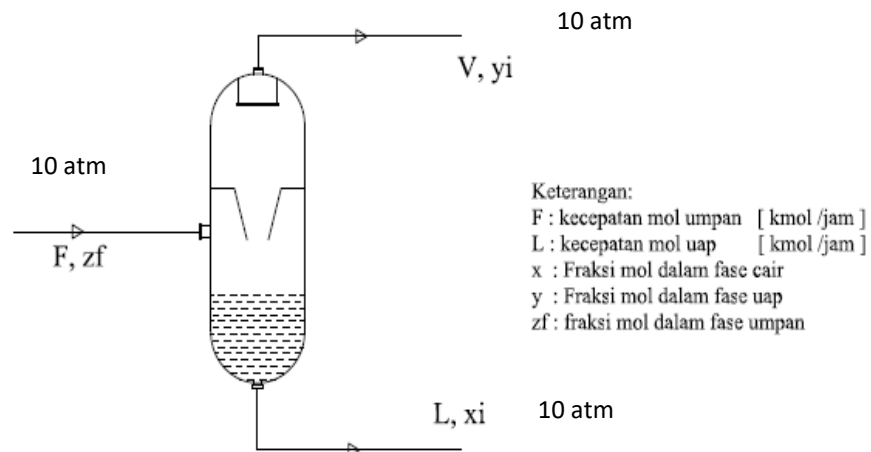 10 atm
V, yi
10 atm
F, zf
Keterangan:
F : kecepatan mol umpan [ kmol /jam ]
L : kecepatan mol uap [ kmol /jam ]
x : Fraksi mol dalam fase cair
y : Fraksi mol dalam fase uap
zf : fraksi mol dalam fase umpan
L, xi
10 atm